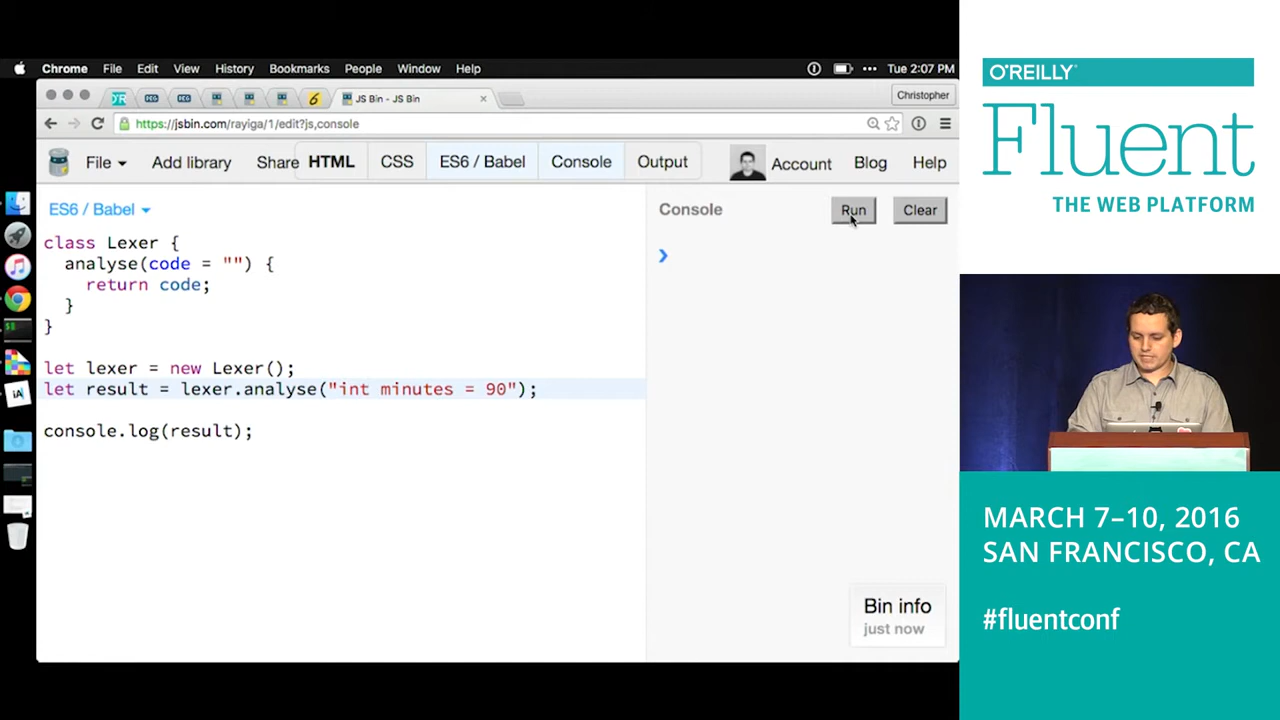 Chrome File Edit View History Bookmarks People Window Help
Tue 2:07 PM
JS Bin - JS Bin
Christopher
https://jsbin.com/rayiga/1/edit?js,console
File Add library Share HTML CSS ES6 / Babel Console Output Account Blog Help
ES6 / Babel
class Lexer {
analyse(code = "") {
return code;
}
}
let lexer = new Lexer();
let result = lexer.analyse("int minutes = 90");
console.log(result);
Console
Run
Clear
Bin info
just now
iA
O'REILLY®
Fluent
THE WEB PLATFORM
MARCH 7–10, 2016
SAN FRANCISCO, CA
#fluentconf